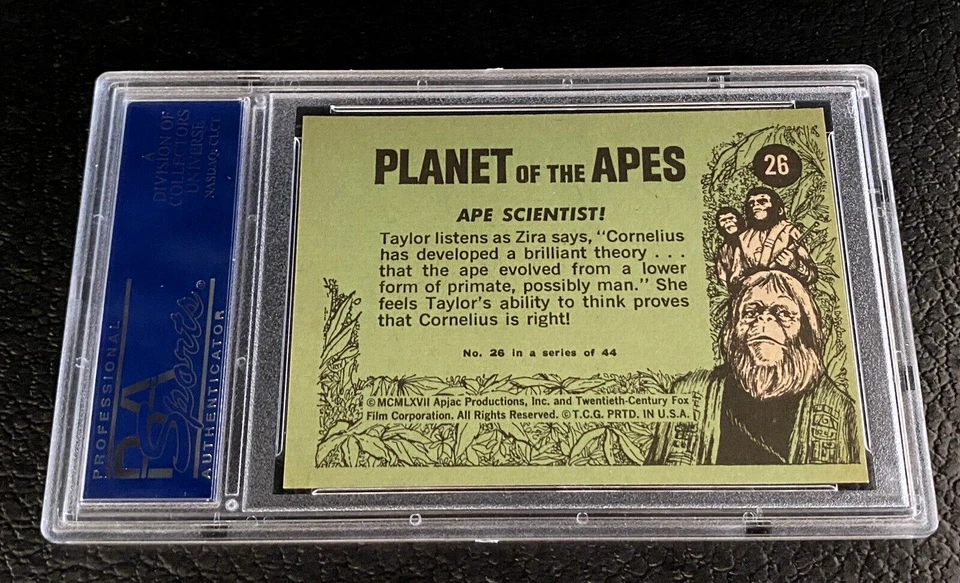 A
DIVISION OF
COLLECTORS
UNIVERSE
NASDAQ: CLCT
PROFESSIONAL
PSA
Sports®
AUTHENTICATOR
PLANET OF THE APES
26
APE SCIENTIST!
Taylor listens as Zira says, “Cornelius
has developed a brilliant theory . . .
that the ape evolved from a lower
form of primate, possibly man.” She
feels Taylor’s ability to think proves
that Cornelius is right!
No. 26 in a series of 44
© MCMLXVII Apjac Productions, Inc. and Twentieth-Century Fox
Film Corporation. All Rights Reserved. © T.C.G. PRTD. IN U.S.A.